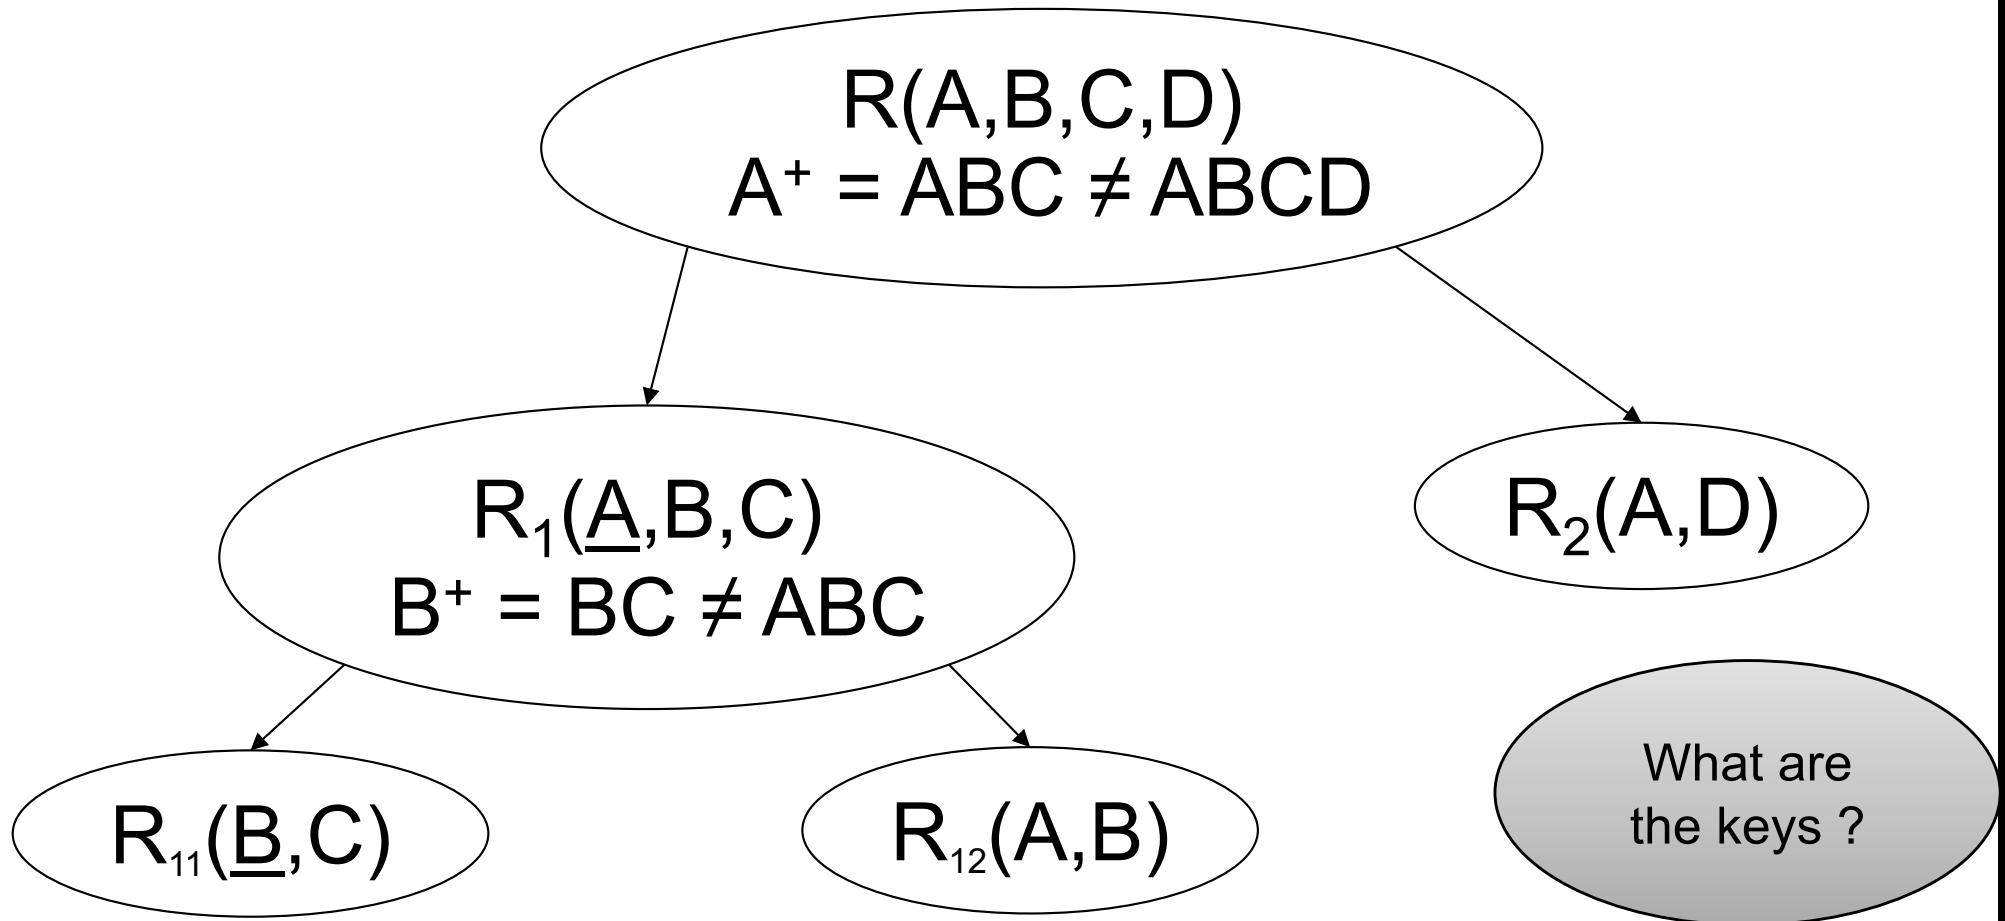 R(A,B,C,D)
A⁺ = ABC ≠ ABCD
R₁(A,B,C)
B⁺ = BC ≠ ABC
R₂(A,D)
R₁₁(B,C)
R₁₂(A,B)
What are
the keys ?